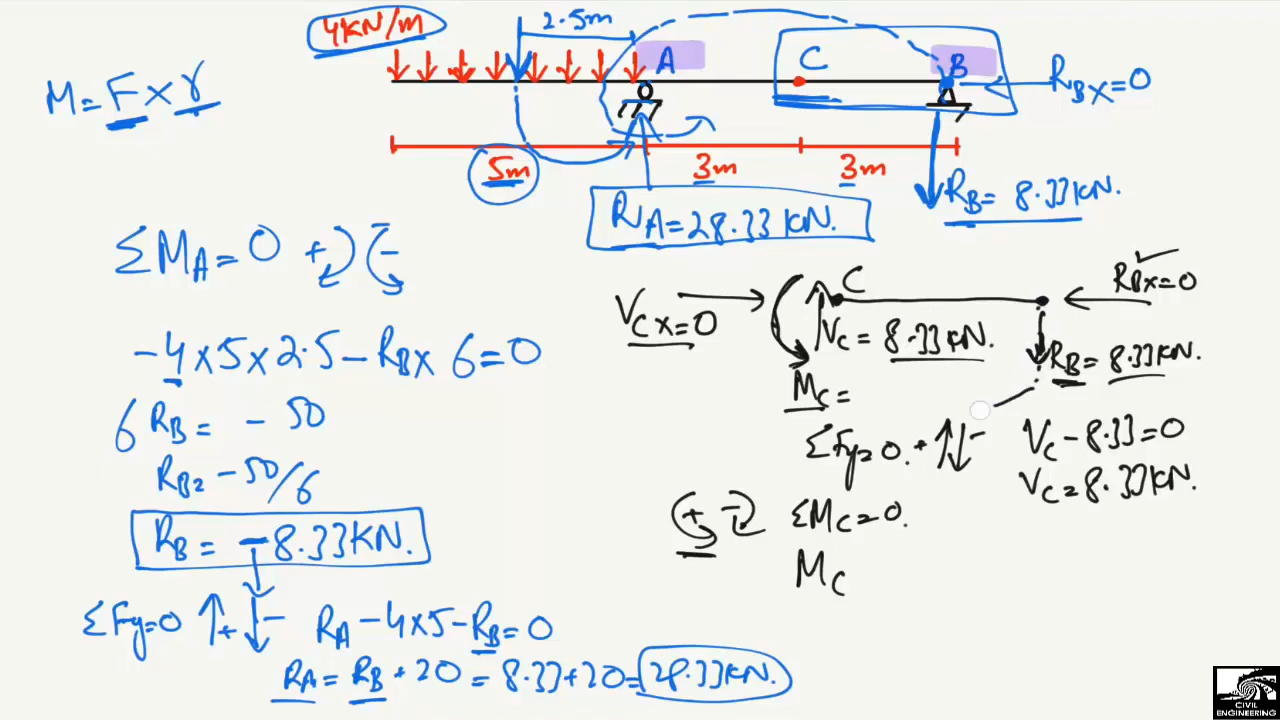 4KN/m
2.5m
A
C
B
RBx=0
M=F×r
5m
3m
3m
RB= 8.33KN.
RA=28.33 KN.
ΣMA=0 + -
-4×5×2.5-RB× 6=0
6 RB= - 50
RB= -50/6
RB= -8.33KN.
ΣFy=0 ↑+ ↓- RA -4×5-RB=0
RA = RB +20 = 8.33+20=28.33KN.
C
RBx=0
VCx=0
VC= 8.33KN.
RB= 8.33KN.
MC=
ΣFy=0. +↑↓- VC-8.33=0
VC=8.33KN.
+ - ΣMC=0.
MC
CIVIL
ENGINEERING